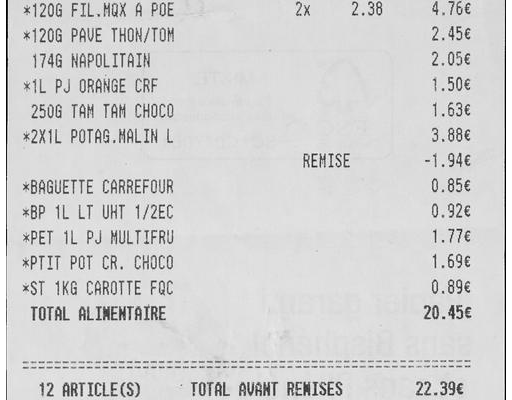 *120G FIL.MQX A POE 2x 2.38 4.76€
*120G PAVE THON/TOM 2.45€
174G NAPOLITAIN 2.05€
*1L PJ ORANGE CRF 1.50€
250G TAM TAM CHOCO 1.63€
*2X1L POTAG.MALIN L 3.88€
REMISE -1.94€
*BAGUETTE CARREFOUR 0.85€
*BP 1L LT UHT 1/2EC 0.92€
*PET 1L PJ MULTIFRU 1.77€
*PTIT POT CR. CHOCO 1.69€
*ST 1KG CAROTTE FQC 0.89€
TOTAL ALIMENTAIRE 20.45€
12 ARTICLE(S) TOTAL AVANT REMISES 22.39€